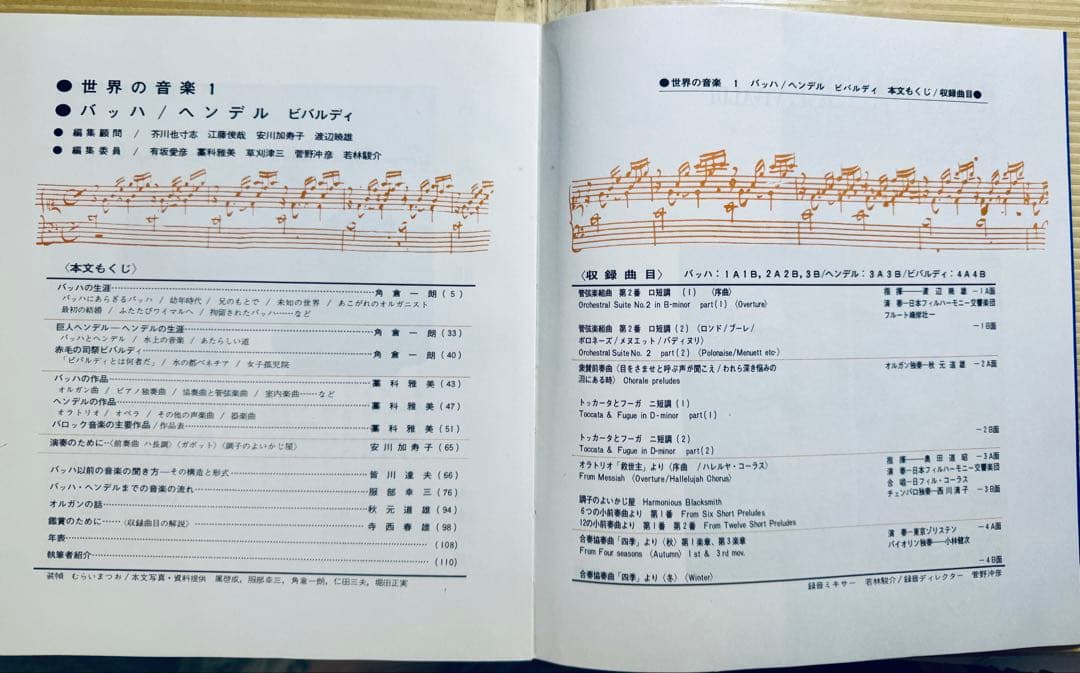 ●世界の音楽1
●バッハ/ヘンデル ビバルディ
●編集顧問 / 芥川也寸志 江藤俊哉 安川加寿子 渡辺暁雄
●編集委員 / 有坂愛彦 藁科雅美 草刈津三 菅野冲彦 若林駿介
〈本文もくじ〉
バッハの生涯……角倉一朗(5)
バッハにあらざるバッハ / 幼年時代 / 兄のもとで / 未知の世界 / あこがれのオルガニスト
最初の結婚 / ふたたびワイマルへ / 拘留されたバッハ……など
巨人ヘンデル―ヘンデルの生涯……角倉一朗(33)
バッハとヘンデル / 水上の音楽 / あたらしい道
赤毛の司祭ビバルディ……角倉一朗(40)
「ビバルディとは何者だ」 / 水の都ベネチア / 女子孤児院
バッハの作品……藁科雅美(43)
オルガン曲 / ピアノ独奏曲 / 協奏曲と管弦楽曲 / 室内楽曲……など
ヘンデルの作品……藁科雅美(47)
オラトリオ / オペラ / その他の声楽曲 / 器楽曲
バロック音楽の主要作品/作品表……藁科雅美(51)
演奏のために…〈前奏曲 ハ長調〉〈ガボット〉〈調子のよいかじ屋〉……安川加寿子(65)
バッハ以前の音楽の聞き方―その構造と形式……皆川達夫(66)
バッハ・ヘンデルまでの音楽の流れ……服部幸三(76)
オルガンの話……秋元道雄(94)
鑑賞のために……〈収録曲目の解説〉……寺西春雄(98)
年表……(108)
執筆者紹介……(110)
装幀 むらいまつお/本文写真・資料提供 萬啓成，服部幸三，角倉一朗，仁田三夫，堀田正実
●世界の音楽 1 バッハ/ヘンデル ビバルディ 本文もくじ/収録曲目●
〈収録曲目〉 バッハ：1A1B, 2A2B, 3B/ヘンデル：3A3B/ビバルディ：4A4B
管弦楽組曲 第2番 ロ短調 (1) 〈序曲〉 指揮――渡辺暁雄―1A面
Orchestral Suite No.2 in B-minor part(1) 〈Overture〉 演奏―日本フィルハーモニー交響楽団
フルート峰岸壮一
管弦楽組曲 第2番 ロ短調(2) 〈ロンド/ブーレ/ ―1B面
ポロネーズ/メヌエット/バディヌリ〉
Orchestral Suite No. 2 part(2) 〈Polonaise/Menuett etc・〉
衆賛前奏曲〈目をさませと呼ぶ声が聞こえ/われら深き悩みの オルガン独奏―秋元道雄 ―2A面
淵にある時〉 Chorale preludes
トッカータとフーガ ニ短調(1)
Toccata & Fugue in D-minor part(1)
―2B面
トッカータとフーガ ニ短調(2)
Toccata & Fugue in D-minor part(2)
オラトリオ「救世主」より〈序曲 /ハレルヤ・コーラス〉 指揮――奥田道昭―3A面
From Messiah 〈Overture/Hallelujah Chorus〉 演奏―日本フィルハーモニー交響楽団
合唱―日フィル・コーラス
調子のよいかじ屋 Harmonious Blacksmith チェンバロ独奏―西川清子 ―3B面
6つの小前奏曲より 第1番 From Six Short Preludes
12の小前奏曲より 第1番 第2番 From Twelve Short Preludes
合奏協奏曲「四季」より〈秋〉第1楽章、第3楽章 演奏―東京ゾリステン ―4A面
From Four seasons 〈Autumn〉 1st & 3rd mov. バイオリン独奏―小林健次
―4B面
合奏協奏曲「四季」より〈冬〉〈Winter〉
録音ミキサー 若林駿介/録音ディレクター 菅野冲彦